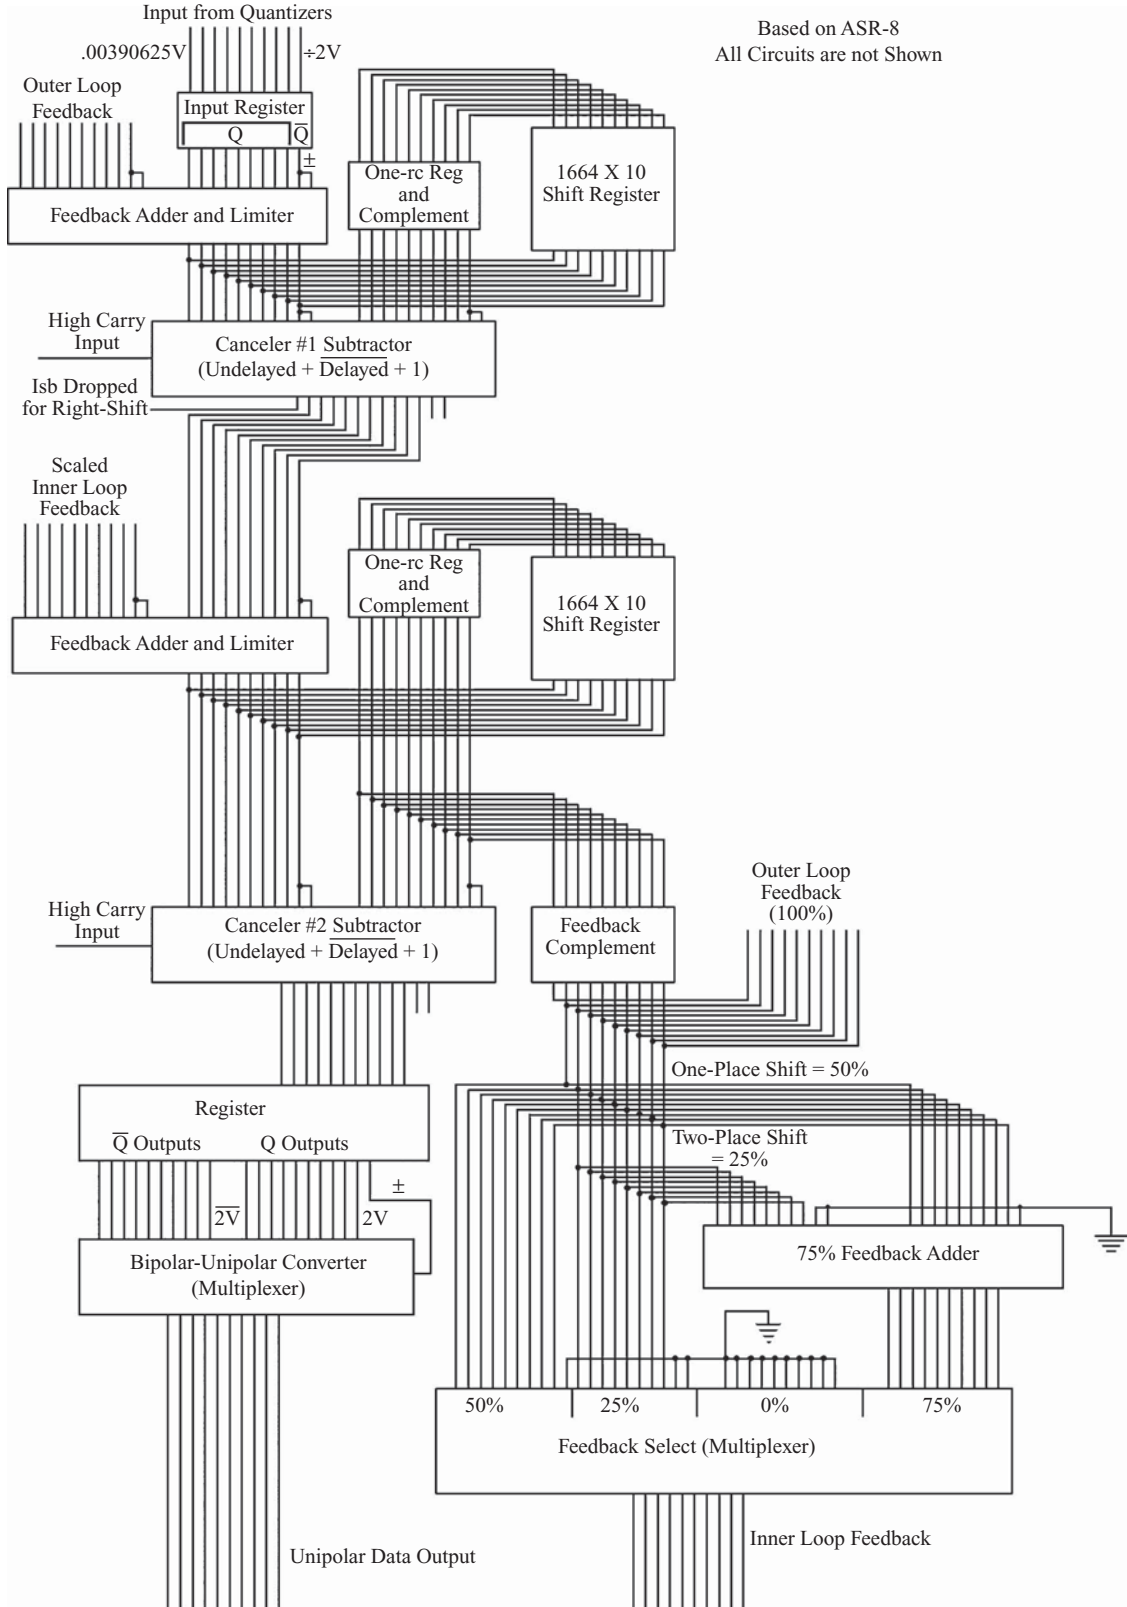 Input from Quantizers
Based on ASR-8
All Circuits are not Shown
.00390625V
÷2V
Outer Loop
Feedback
Input Register
Q
Q̅
±
One-rc Reg
and
Complement
1664 X 10
Shift Register
Feedback Adder and Limiter
High Carry
Input
Canceler #1 Subtractor
(Undelayed + D̅e̅l̅a̅y̅e̅d̅ + 1)
lsb Dropped
for Right-Shift
Scaled
Inner Loop
Feedback
One-rc Reg
and
Complement
1664 X 10
Shift Register
Feedback Adder and Limiter
Outer Loop
Feedback
(100%)
High Carry
Input
Canceler #2 Subtractor
(Undelayed + D̅e̅l̅a̅y̅e̅d̅ + 1)
Feedback
Complement
One-Place Shift = 50%
Register
Q̅ Outputs
Q Outputs
Two-Place Shift
= 25%
±
2̅V̅
2V
Bipolar-Unipolar Converter
(Multiplexer)
75% Feedback Adder
50%
25%
0%
75%
Feedback Select (Multiplexer)
Inner Loop Feedback
Unipolar Data Output